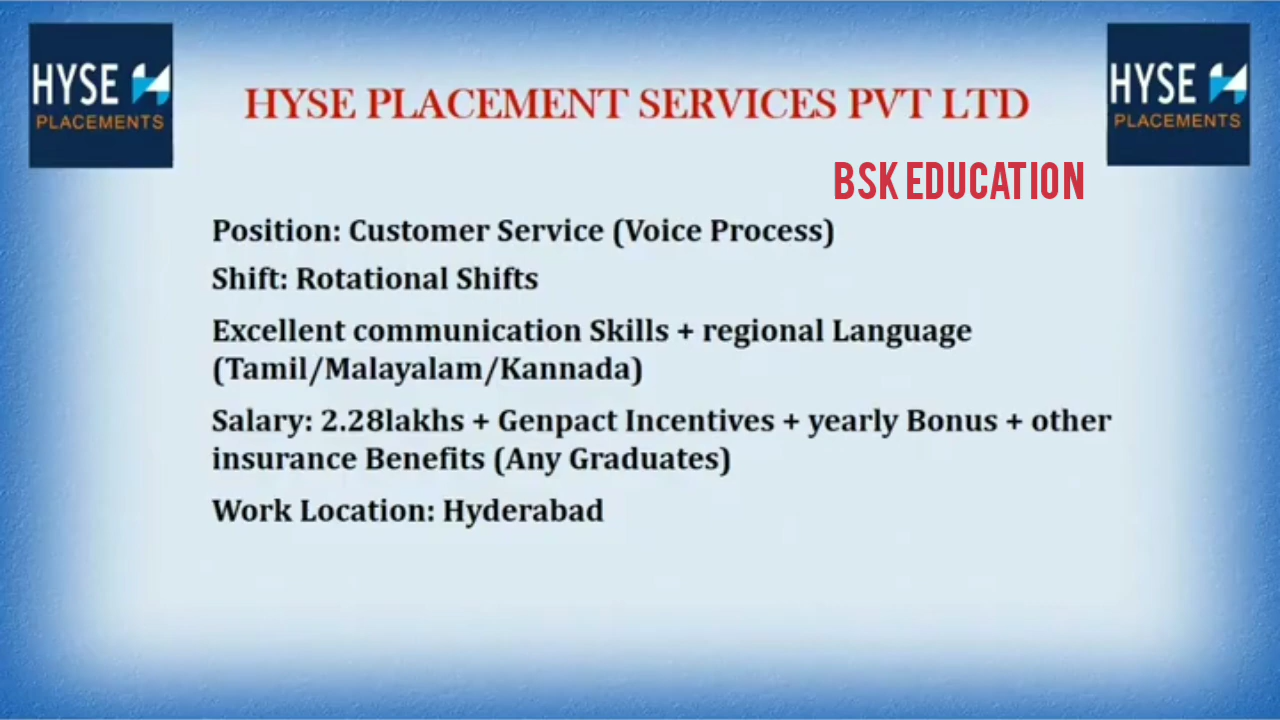 HYSE
PLACEMENTS
HYSE PLACEMENT SERVICES PVT LTD
HYSE
PLACEMENTS
BSK EDUCATION
Position: Customer Service (Voice Process)
Shift: Rotational Shifts
Excellent communication Skills + regional Language
(Tamil/Malayalam/Kannada)
Salary: 2.28lakhs + Genpact Incentives + yearly Bonus + other
insurance Benefits (Any Graduates)
Work Location: Hyderabad